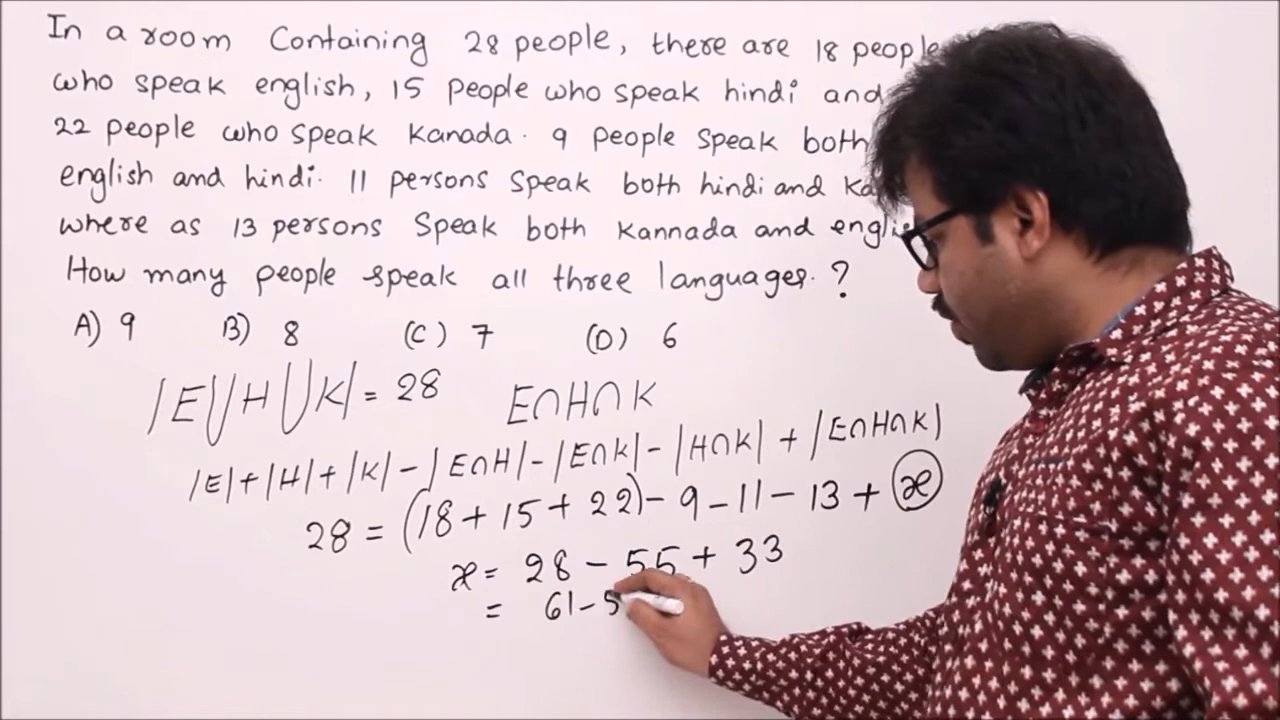 In a room Containing 28 people, there are 18 people
who speak english, 15 people who speak hindi and
22 people who speak Kanada. 9 people speak both
english and hindi. 11 persons speak both hindi and
where as 13 persons Speak both Kannada and
How many people speak all three languages.?
A) 9 B) 8 (C) 7 (D) 6
|E⋃H⋃K| = 28 E∩H∩K
|E|+|H|+|K|-|E∩H|-|E∩K|-|H∩K|+|E∩H∩K|
28 = (18+15+22)-9-11-13+x
x = 28-55+33
= 61-5